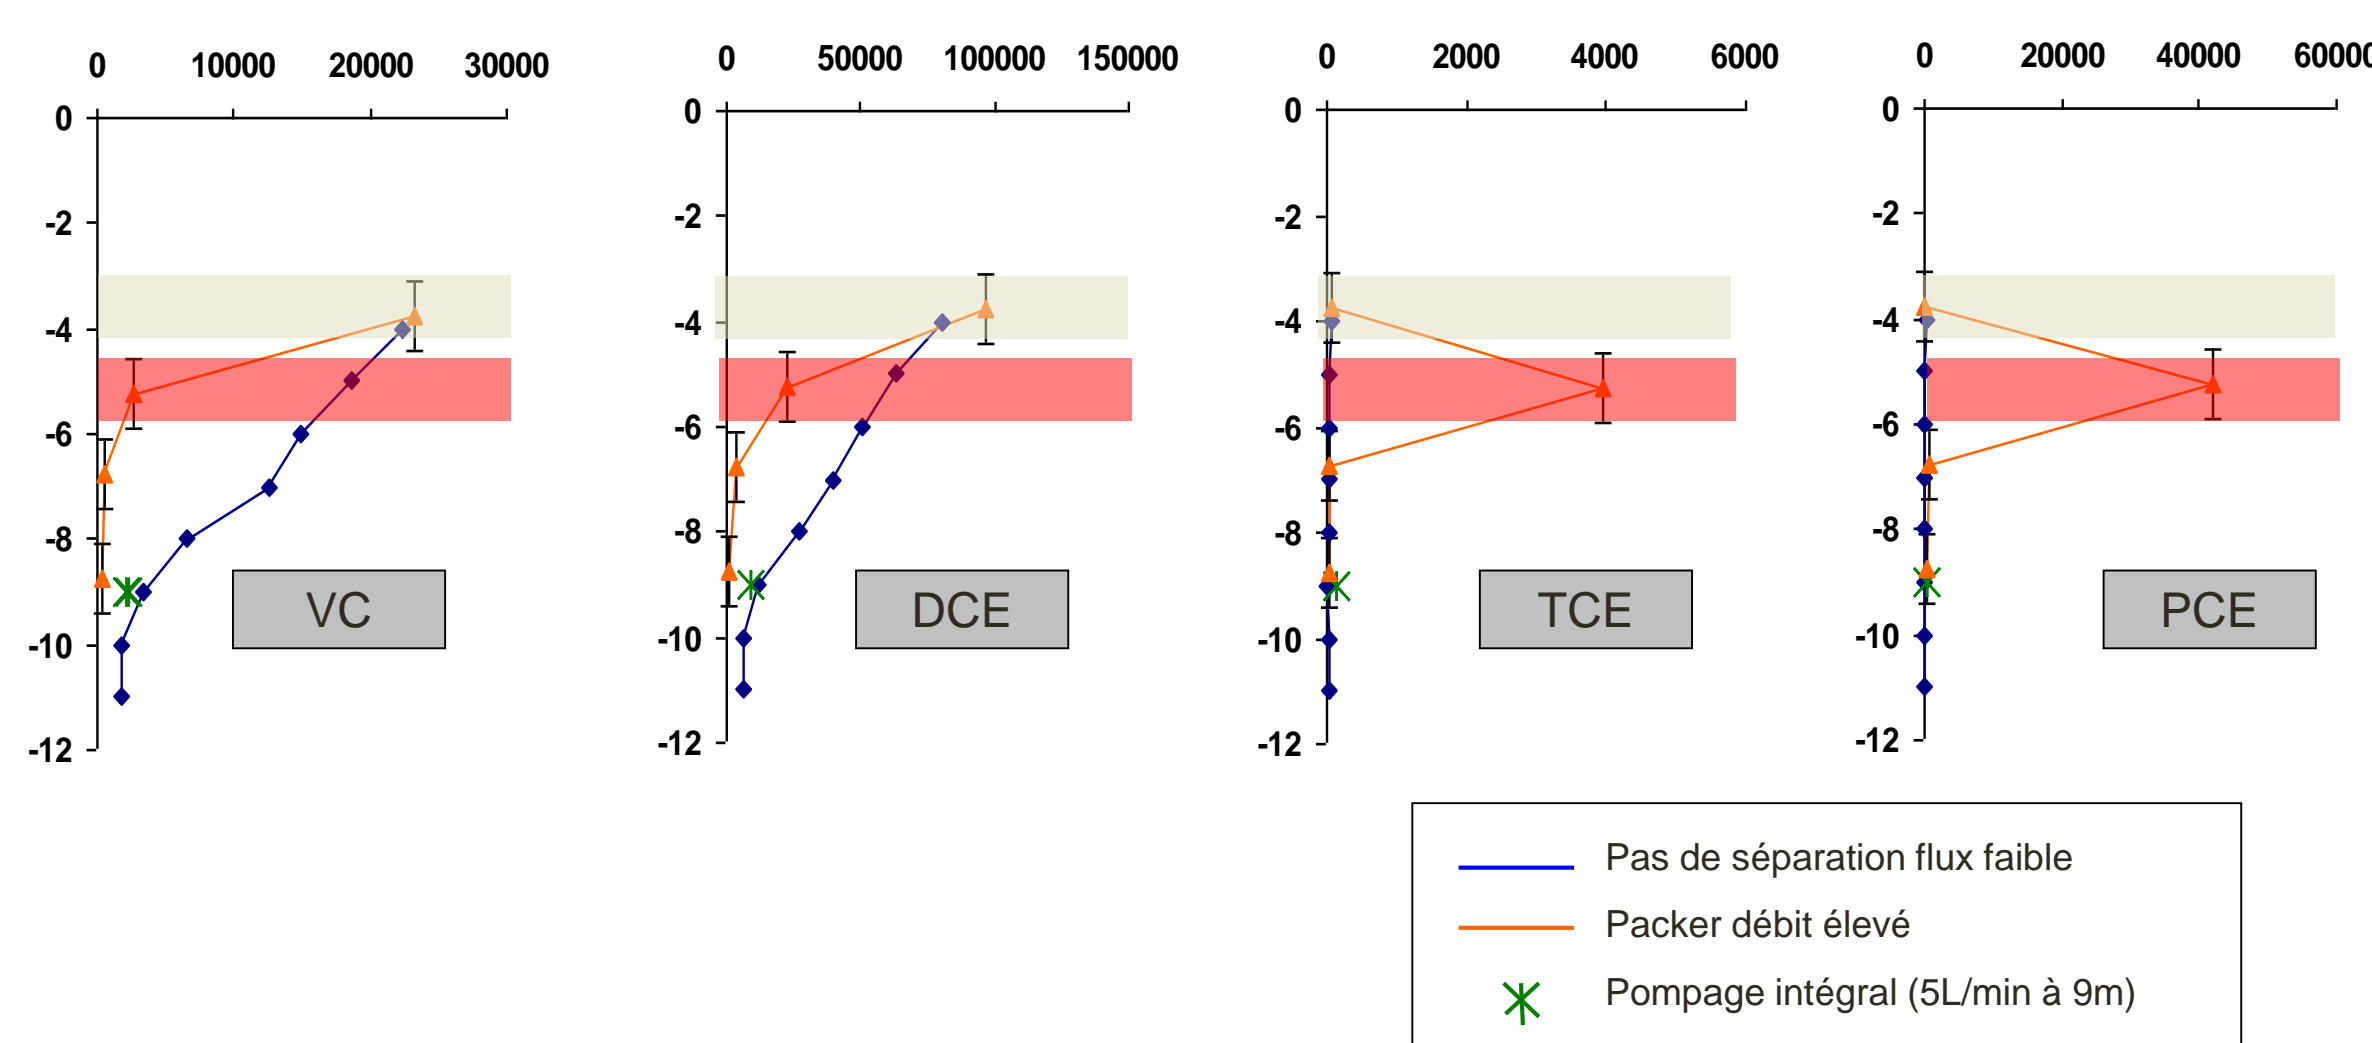 0 10000 20000 30000
0
-2
-4
-6
-8
-10
-12
VC
0 50000 100000 150000
0
-2
-4
-6
-8
-10
-12
DCE
0 2000 4000 6000
0
-2
-4
-6
-8
-10
-12
TCE
0 20000 40000 60000
0
-2
-4
-6
-8
-10
-12
PCE
Pas de séparation flux faible
Packer débit élevé
Pompage intégral (5L/min à 9m)